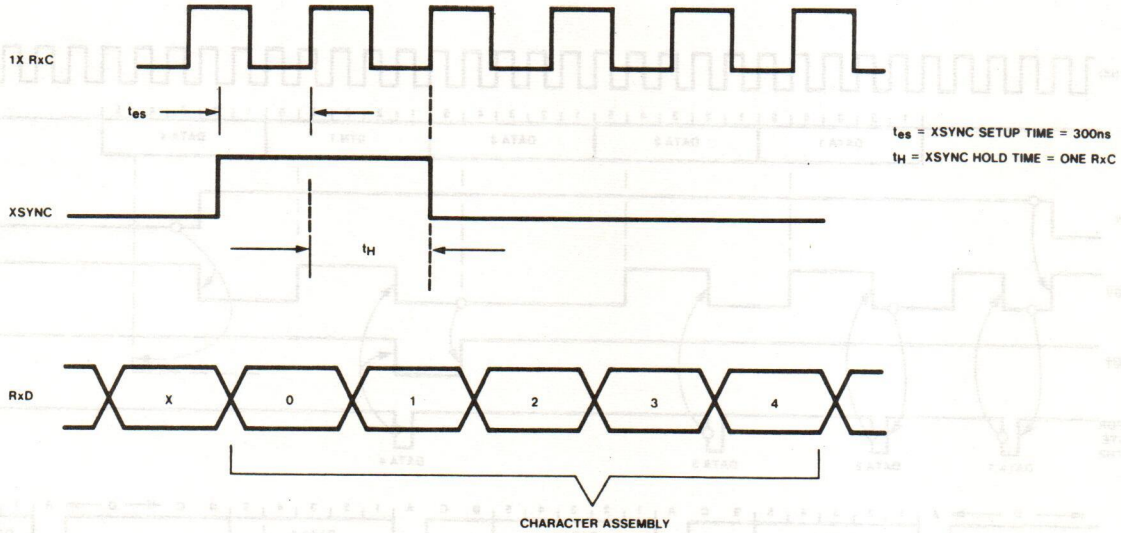 1X RxC
tes
tes = XSYNC SETUP TIME = 300ns
tH = XSYNC HOLD TIME = ONE RxC
XSYNC
tH
RxD
X 0 1 2 3 4
CHARACTER ASSEMBLY